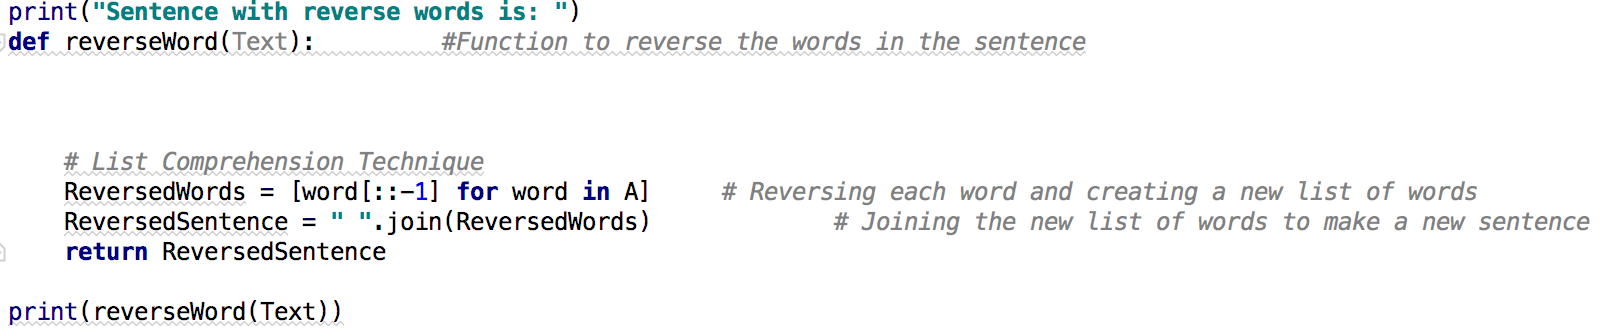 print("Sentence with reverse words is: ")
def reverseWord(Text):         #Function to reverse the words in the sentence
    # List Comprehension Technique
    ReversedWords = [word[::-1] for word in A]     # Reversing each word and creating a new list of words
    ReversedSentence = " ".join(ReversedWords)             # Joining the new list of words to make a new sentence
    return ReversedSentence
print(reverseWord(Text))